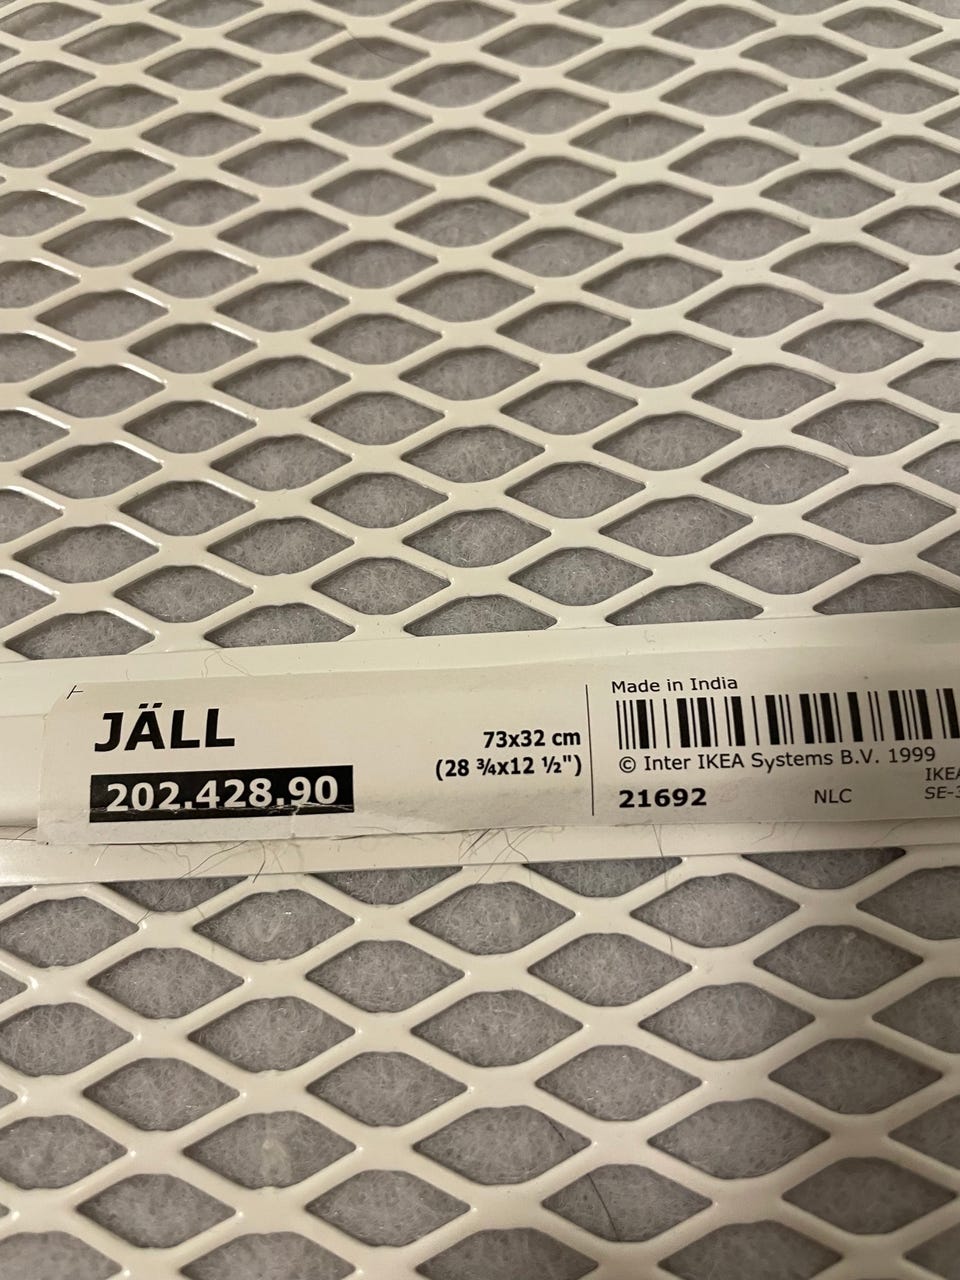 JÄLL
202.428.90
73x32 cm
(28 ¾x12 ½")
Made in India
© Inter IKEA Systems B.V. 1999
21692
NLC
IKEA